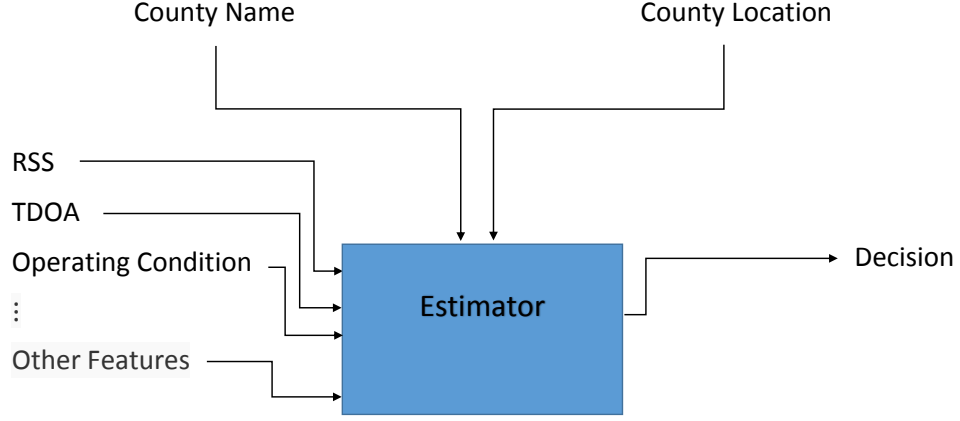 County Name
County Location
RSS
TDOA
Operating Condition
⋮
Other Features
Estimator
Decision